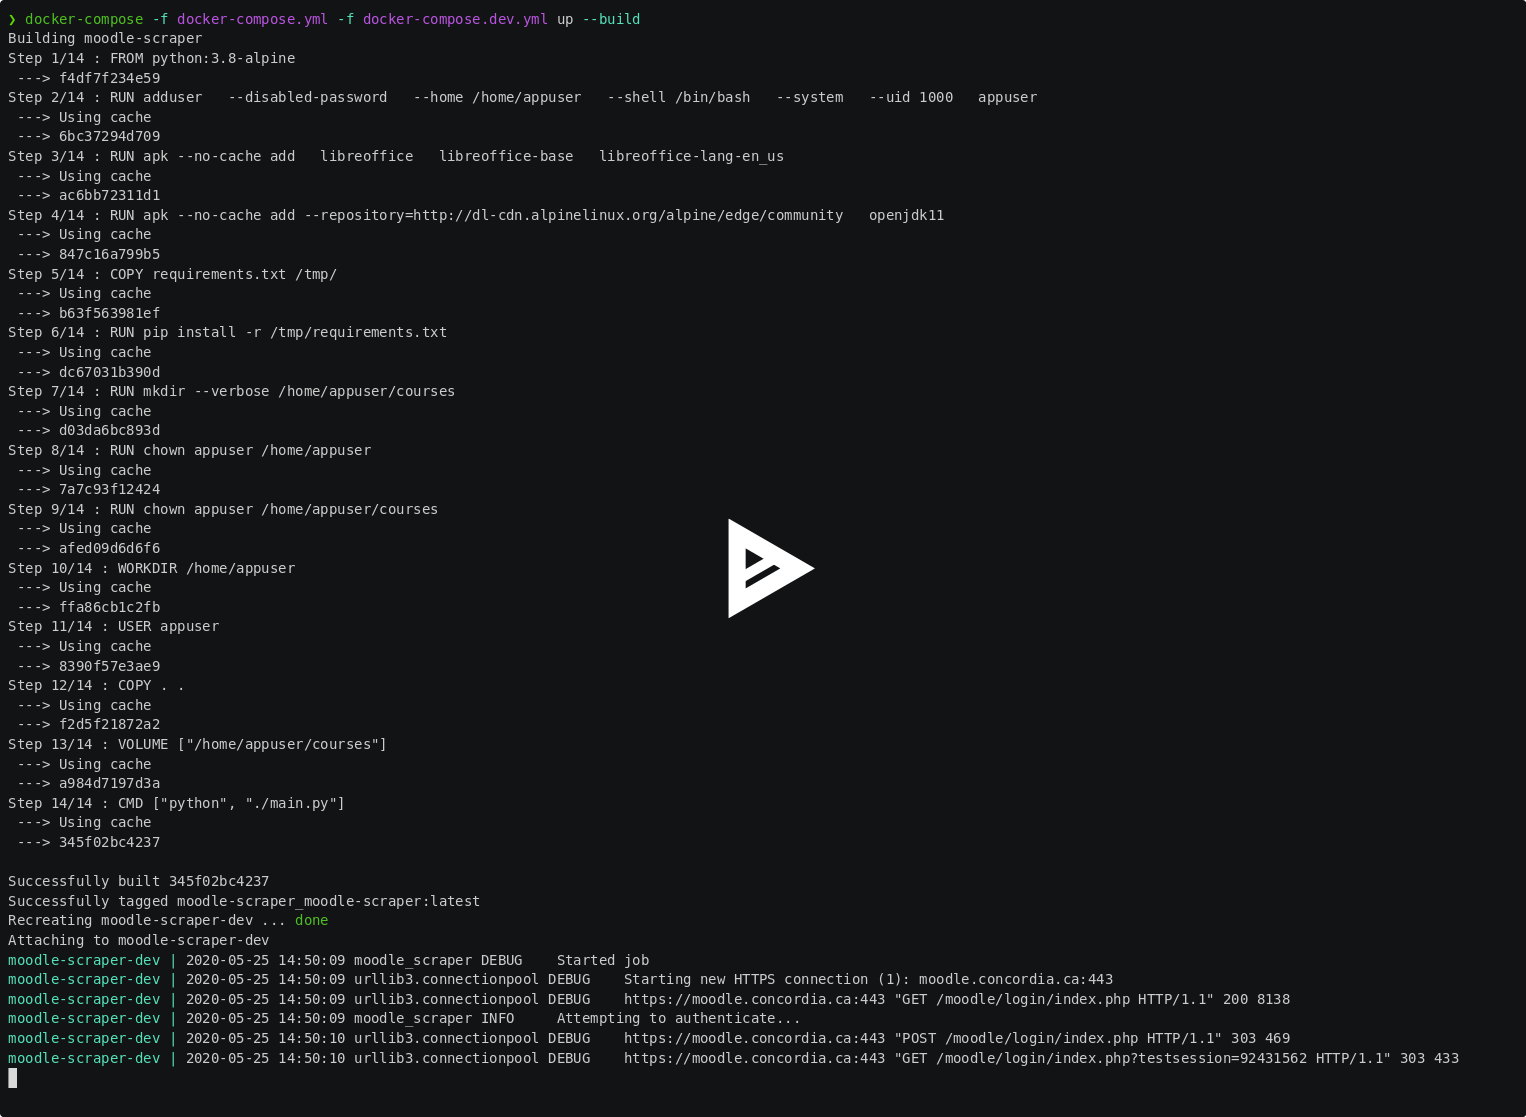 ❯ docker-compose -f docker-compose.yml -f docker-compose.dev.yml up --build
Building moodle-scraper
Step 1/14 : FROM python:3.8-alpine
 ---> f4df7f234e59
Step 2/14 : RUN adduser   --disabled-password   --home /home/appuser   --shell /bin/bash   --system   --uid 1000   appuser
 ---> Using cache
 ---> 6bc37294d709
Step 3/14 : RUN apk --no-cache add   libreoffice   libreoffice-base   libreoffice-lang-en_us
 ---> Using cache
 ---> ac6bb72311d1
Step 4/14 : RUN apk --no-cache add --repository=http://dl-cdn.alpinelinux.org/alpine/edge/community   openjdk11
 ---> Using cache
 ---> 847c16a799b5
Step 5/14 : COPY requirements.txt /tmp/
 ---> Using cache
 ---> b63f563981ef
Step 6/14 : RUN pip install -r /tmp/requirements.txt
 ---> Using cache
 ---> dc67031b390d
Step 7/14 : RUN mkdir --verbose /home/appuser/courses
 ---> Using cache
 ---> d03da6bc893d
Step 8/14 : RUN chown appuser /home/appuser
 ---> Using cache
 ---> 7a7c93f12424
Step 9/14 : RUN chown appuser /home/appuser/courses
 ---> Using cache
 ---> afed09d6d6f6
Step 10/14 : WORKDIR /home/appuser
 ---> Using cache
 ---> ffa86cb1c2fb
Step 11/14 : USER appuser
 ---> Using cache
 ---> 8390f57e3ae9
Step 12/14 : COPY . .
 ---> Using cache
 ---> f2d5f21872a2
Step 13/14 : VOLUME ["/home/appuser/courses"]
 ---> Using cache
 ---> a984d7197d3a
Step 14/14 : CMD ["python", "./main.py"]
 ---> Using cache
 ---> 345f02bc4237

Successfully built 345f02bc4237
Successfully tagged moodle-scraper_moodle-scraper:latest
Recreating moodle-scraper-dev ... done
Attaching to moodle-scraper-dev
moodle-scraper-dev | 2020-05-25 14:50:09 moodle_scraper DEBUG    Started job
moodle-scraper-dev | 2020-05-25 14:50:09 urllib3.connectionpool DEBUG    Starting new HTTPS connection (1): moodle.concordia.ca:443
moodle-scraper-dev | 2020-05-25 14:50:09 urllib3.connectionpool DEBUG    https://moodle.concordia.ca:443 "GET /moodle/login/index.php HTTP/1.1" 200 8138
moodle-scraper-dev | 2020-05-25 14:50:09 moodle_scraper INFO     Attempting to authenticate...
moodle-scraper-dev | 2020-05-25 14:50:10 urllib3.connectionpool DEBUG    https://moodle.concordia.ca:443 "POST /moodle/login/index.php HTTP/1.1" 303 469
moodle-scraper-dev | 2020-05-25 14:50:10 urllib3.connectionpool DEBUG    https://moodle.concordia.ca:443 "GET /moodle/login/index.php?testsession=92431562 HTTP/1.1" 303 433